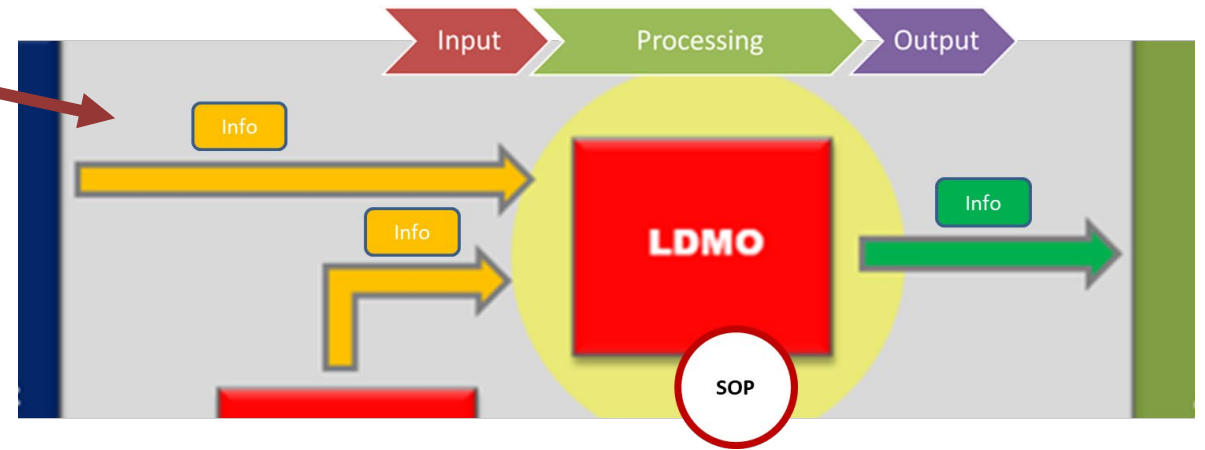 Input
Processing
Output
Info
Info
Info
LDMO
SOP